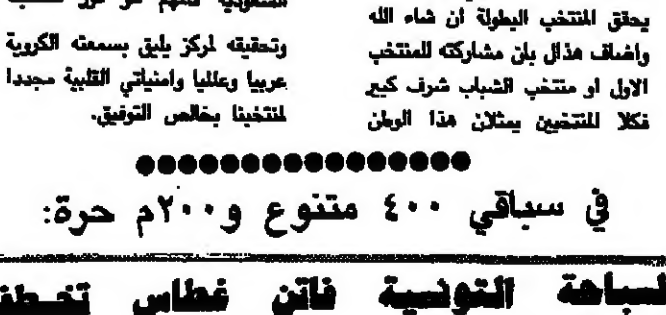 يحقق المنتخب البطولة ان شاء الله
واضاف هذال بان مشاركته للمنتخب
الاول او منتخب الشباب شرف كبير
فكلا المنتخبين يمثلان هذا الوطن
وتحقيقه لمركز يليق بسمعته الكروية
عربيا وعالميا وامنياتي القلبية مجددا
لمنتخبنا بخالص التوفيق.
في سباقي ٤٠٠ متنوع و٢٠٠م حرة:
لسباحة التونسية فاتن غطاس تخطف